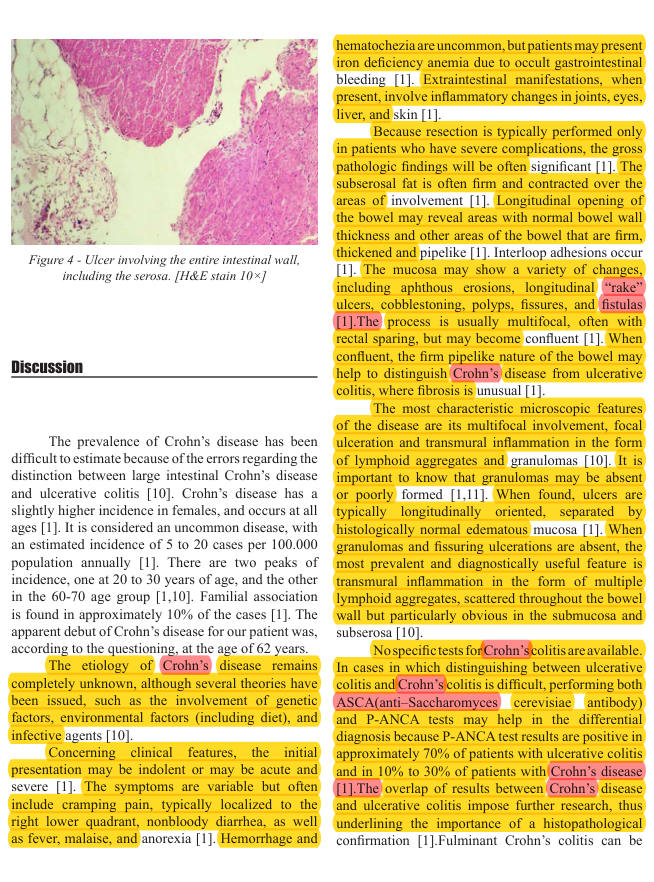 Figure 4 - Ulcer involving the entire intestinal wall,
including the serosa. [H&E stain 10×]
Discussion
The prevalence of Crohn's disease has been
difficult to estimate because of the errors regarding the
distinction between large intestinal Crohn's disease
and ulcerative colitis [10]. Crohn's disease has a
slightly higher incidence in females, and occurs at all
ages [1]. It is considered an uncommon disease, with
an estimated incidence of 5 to 20 cases per 100.000
population annually [1]. There are two peaks of
incidence, one at 20 to 30 years of age, and the other
in the 60-70 age group [1,10]. Familial association
is found in approximately 10% of the cases [1]. The
apparent debut of Crohn's disease for our patient was,
according to the questioning, at the age of 62 years.
The etiology of Crohn's disease remains
completely unknown, although several theories have
been issued, such as the involvement of genetic
factors, environmental factors (including diet), and
infective agents [10].
Concerning clinical features, the initial
presentation may be indolent or may be acute and
severe [1]. The symptoms are variable but often
include cramping pain, typically localized to the
right lower quadrant, nonbloody diarrhea, as well
as fever, malaise, and anorexia [1]. Hemorrhage and
hematochezia are uncommon, but patients may present
iron deficiency anemia due to occult gastrointestinal
bleeding [1]. Extraintestinal manifestations, when
present, involve inflammatory changes in joints, eyes,
liver, and skin [1].
Because resection is typically performed only
in patients who have severe complications, the gross
pathologic findings will be often significant [1]. The
subserosal fat is often firm and contracted over the
areas of involvement [1]. Longitudinal opening of
the bowel may reveal areas with normal bowel wall
thickness and other areas of the bowel that are firm,
thickened and pipelike [1]. Interloop adhesions occur
[1]. The mucosa may show a variety of changes,
including aphthous erosions, longitudinal “rake”
ulcers, cobblestoning, polyps, fissures, and fistulas
[1].The process is usually multifocal, often with
rectal sparing, but may become confluent [1]. When
confluent, the firm pipelike nature of the bowel may
help to distinguish Crohn's disease from ulcerative
colitis, where fibrosis is unusual [1].
The most characteristic microscopic features
of the disease are its multifocal involvement, focal
ulceration and transmural inflammation in the form
of lymphoid aggregates and granulomas [10]. It is
important to know that granulomas may be absent
or poorly formed [1,11]. When found, ulcers are
typically longitudinally oriented, separated by
histologically normal edematous mucosa [1]. When
granulomas and fissuring ulcerations are absent, the
most prevalent and diagnostically useful feature is
transmural inflammation in the form of multiple
lymphoid aggregates, scattered throughout the bowel
wall but particularly obvious in the submucosa and
subserosa [10].
No specific tests for Crohn's colitis are available.
In cases in which distinguishing between ulcerative
colitis and Crohn's colitis is difficult, performing both
ASCA(anti–Saccharomyces cerevisiae antibody)
and P-ANCA tests may help in the differential
diagnosis because P-ANCA test results are positive in
approximately 70% of patients with ulcerative colitis
and in 10% to 30% of patients with Crohn's disease
[1].The overlap of results between Crohn's disease
and ulcerative colitis impose further research, thus
underlining the importance of a histopathological
confirmation [1].Fulminant Crohn's colitis can be